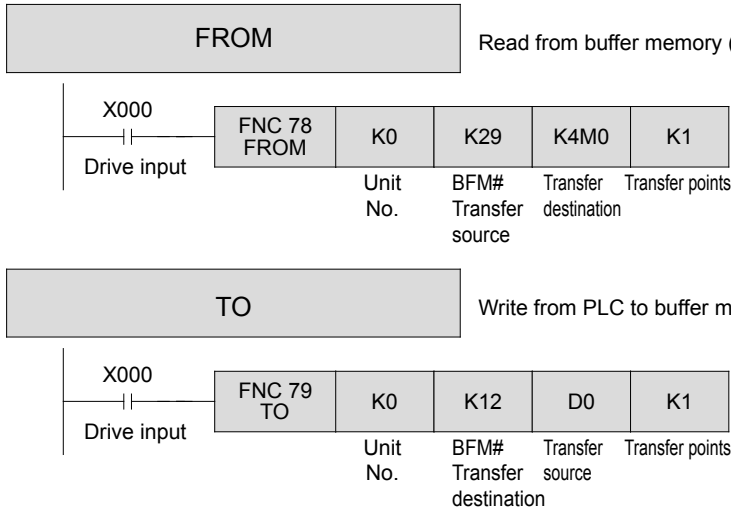 FROM
Read from buffer memory (
X000
FNC 78
FROM
K0
K29
K4M0
K1
Drive input
Unit
No.
BFM#
Transfer
source
Transfer
destination
Transfer points
TO
Write from PLC to buffer m
X000
FNC 79
TO
K0
K12
D0
K1
Drive input
Unit
No.
BFM#
Transfer
destination
Transfer
source
Transfer points